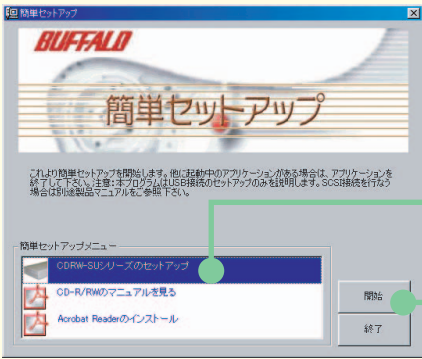 簡単セットアップ
BUFFALO
簡単セットアップ
これより簡単セットアップを開始します。他に起動中のアプリケーションがある場合は、アプリケーションを
終了して下さい。注意：本プログラムはUSB接続のセットアップのみを説明します。SCSI接続を行なう
場合は別途製品マニュアルをご参照下さい。
簡単セットアップメニュー
CDRW-SUシリーズのセットアップ
CD-R/RWのマニュアルを見る
Acrobat Readerのインストール
開始
終了